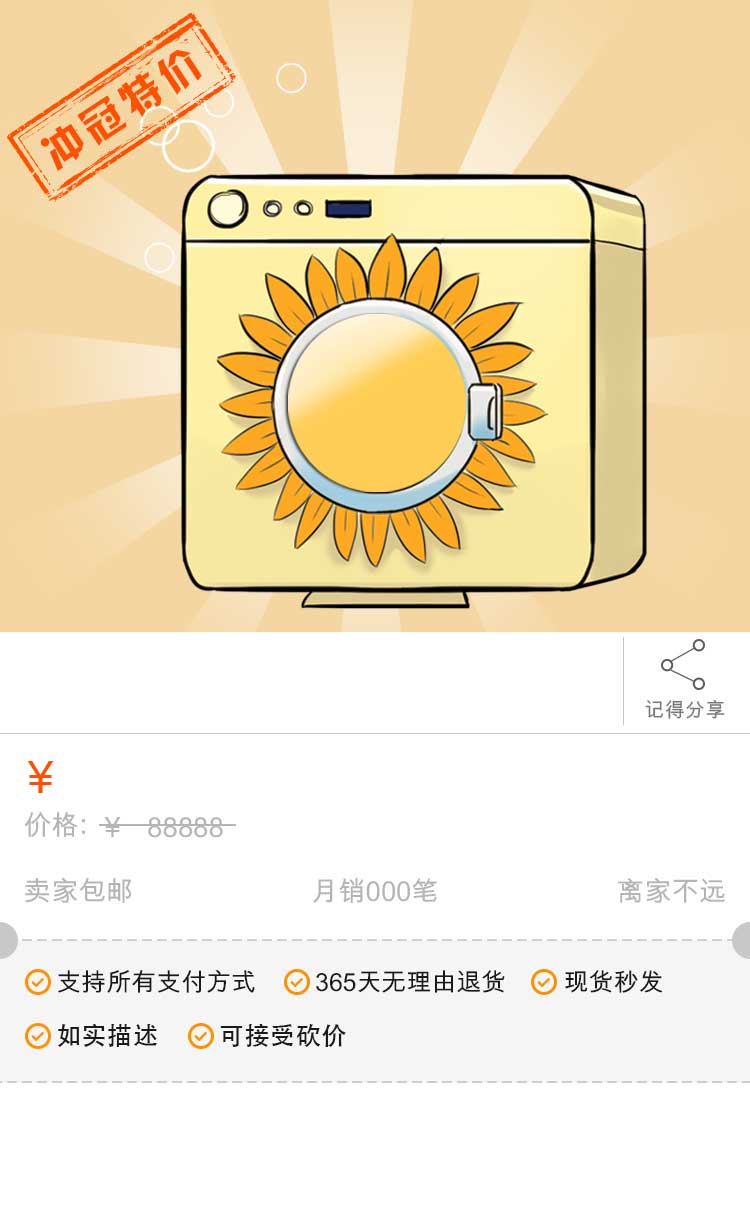 冲冠特价
记得分享
¥
价格: ¥ 88888
卖家包邮 月销000笔 离家不远
支持所有支付方式 365天无理由退货 现货秒发
如实描述 可接受砍价